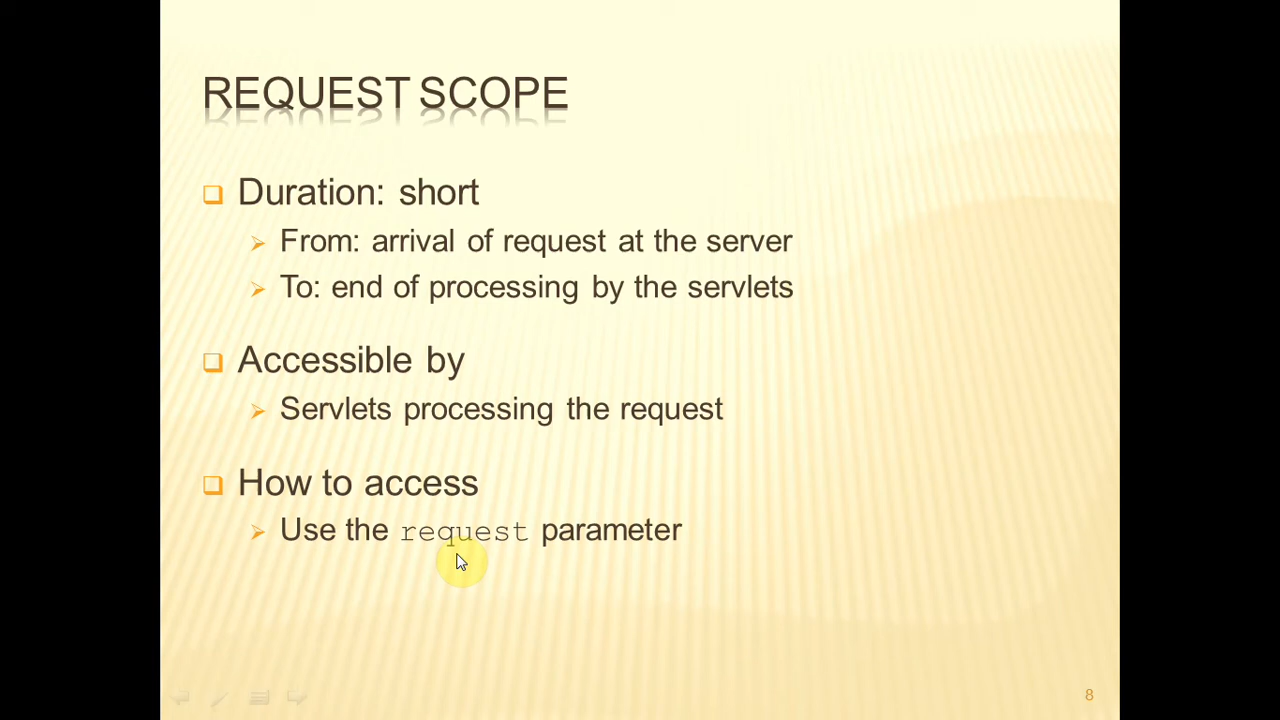 REQUEST SCOPE
Duration: short
From: arrival of request at the server
To: end of processing by the servlets
Accessible by
Servlets processing the request
How to access
Use the request parameter
8